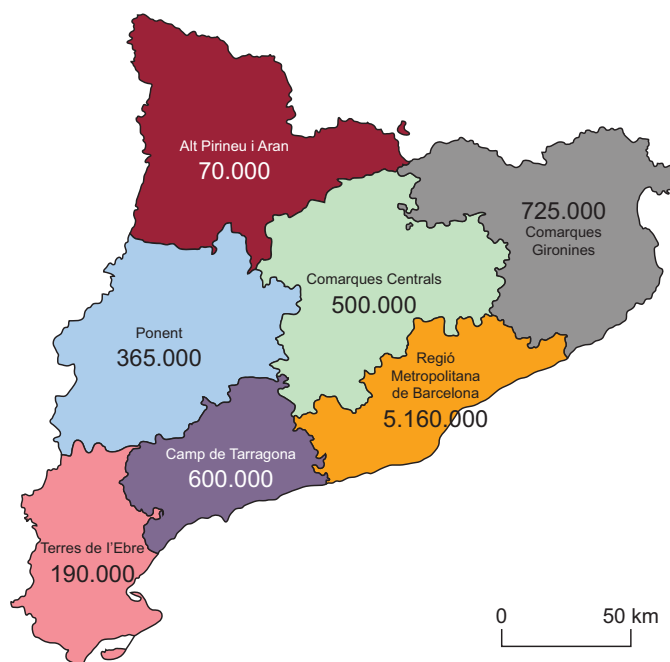 Alt Pirineu i Aran
70.000
725.000
Comarques
Gironines
Comarques Centrals
500.000
Ponent
365.000
Regió
Metropolitana
de Barcelona
5.160.000
Camp de Tarragona
600.000
Terres de l'Ebre
190.000
0 50 km